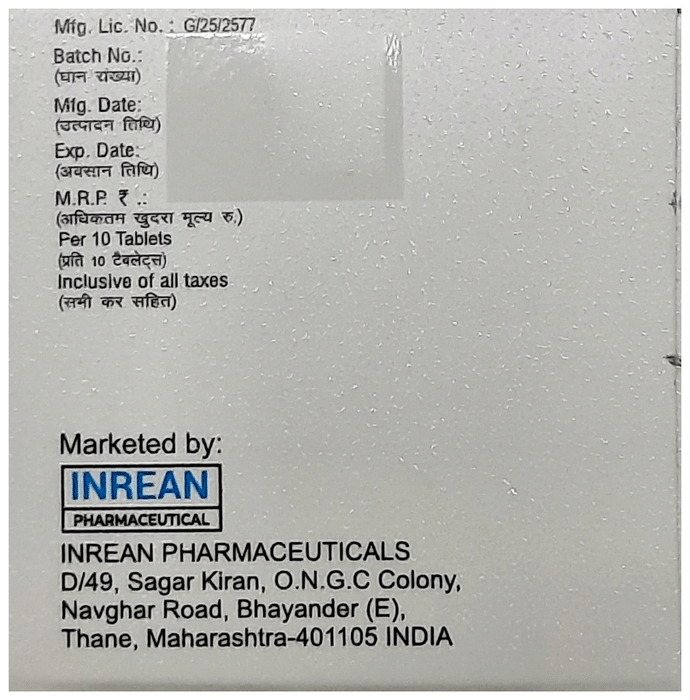 Mfg. Lic. No. : G/25/2577
Batch No.:
(घान संख्या)
Mfg. Date:
(उत्पादन तिथि)
Exp. Date:
(अवसान तिथि)
M.R.P. ₹ .:
(अधिकतम खुदरा मूल्य रु.)
Per 10 Tablets
(प्रति 10 टैबलेट्स)
Inclusive of all taxes
(सभी कर सहित)
Marketed by:
INREAN
PHARMACEUTICAL
INREAN PHARMACEUTICALS
D/49, Sagar Kiran, O.N.G.C Colony,
Navghar Road, Bhayander (E),
Thane, Maharashtra-401105 INDIA